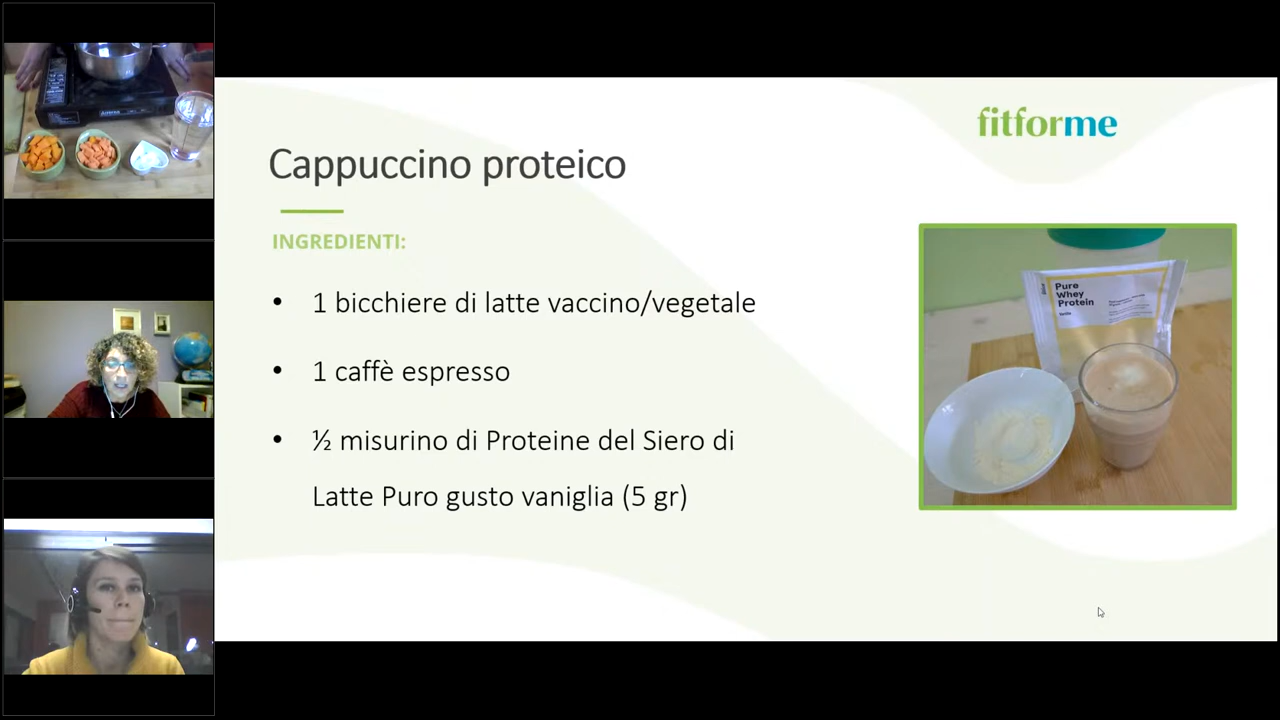 fitforme
Cappuccino proteico
INGREDIENTI:
• 1 bicchiere di latte vaccino/vegetale
• 1 caffè espresso
• ½ misurino di Proteine del Siero di
Latte Puro gusto vaniglia (5 gr)
Pure
Whey
Protein